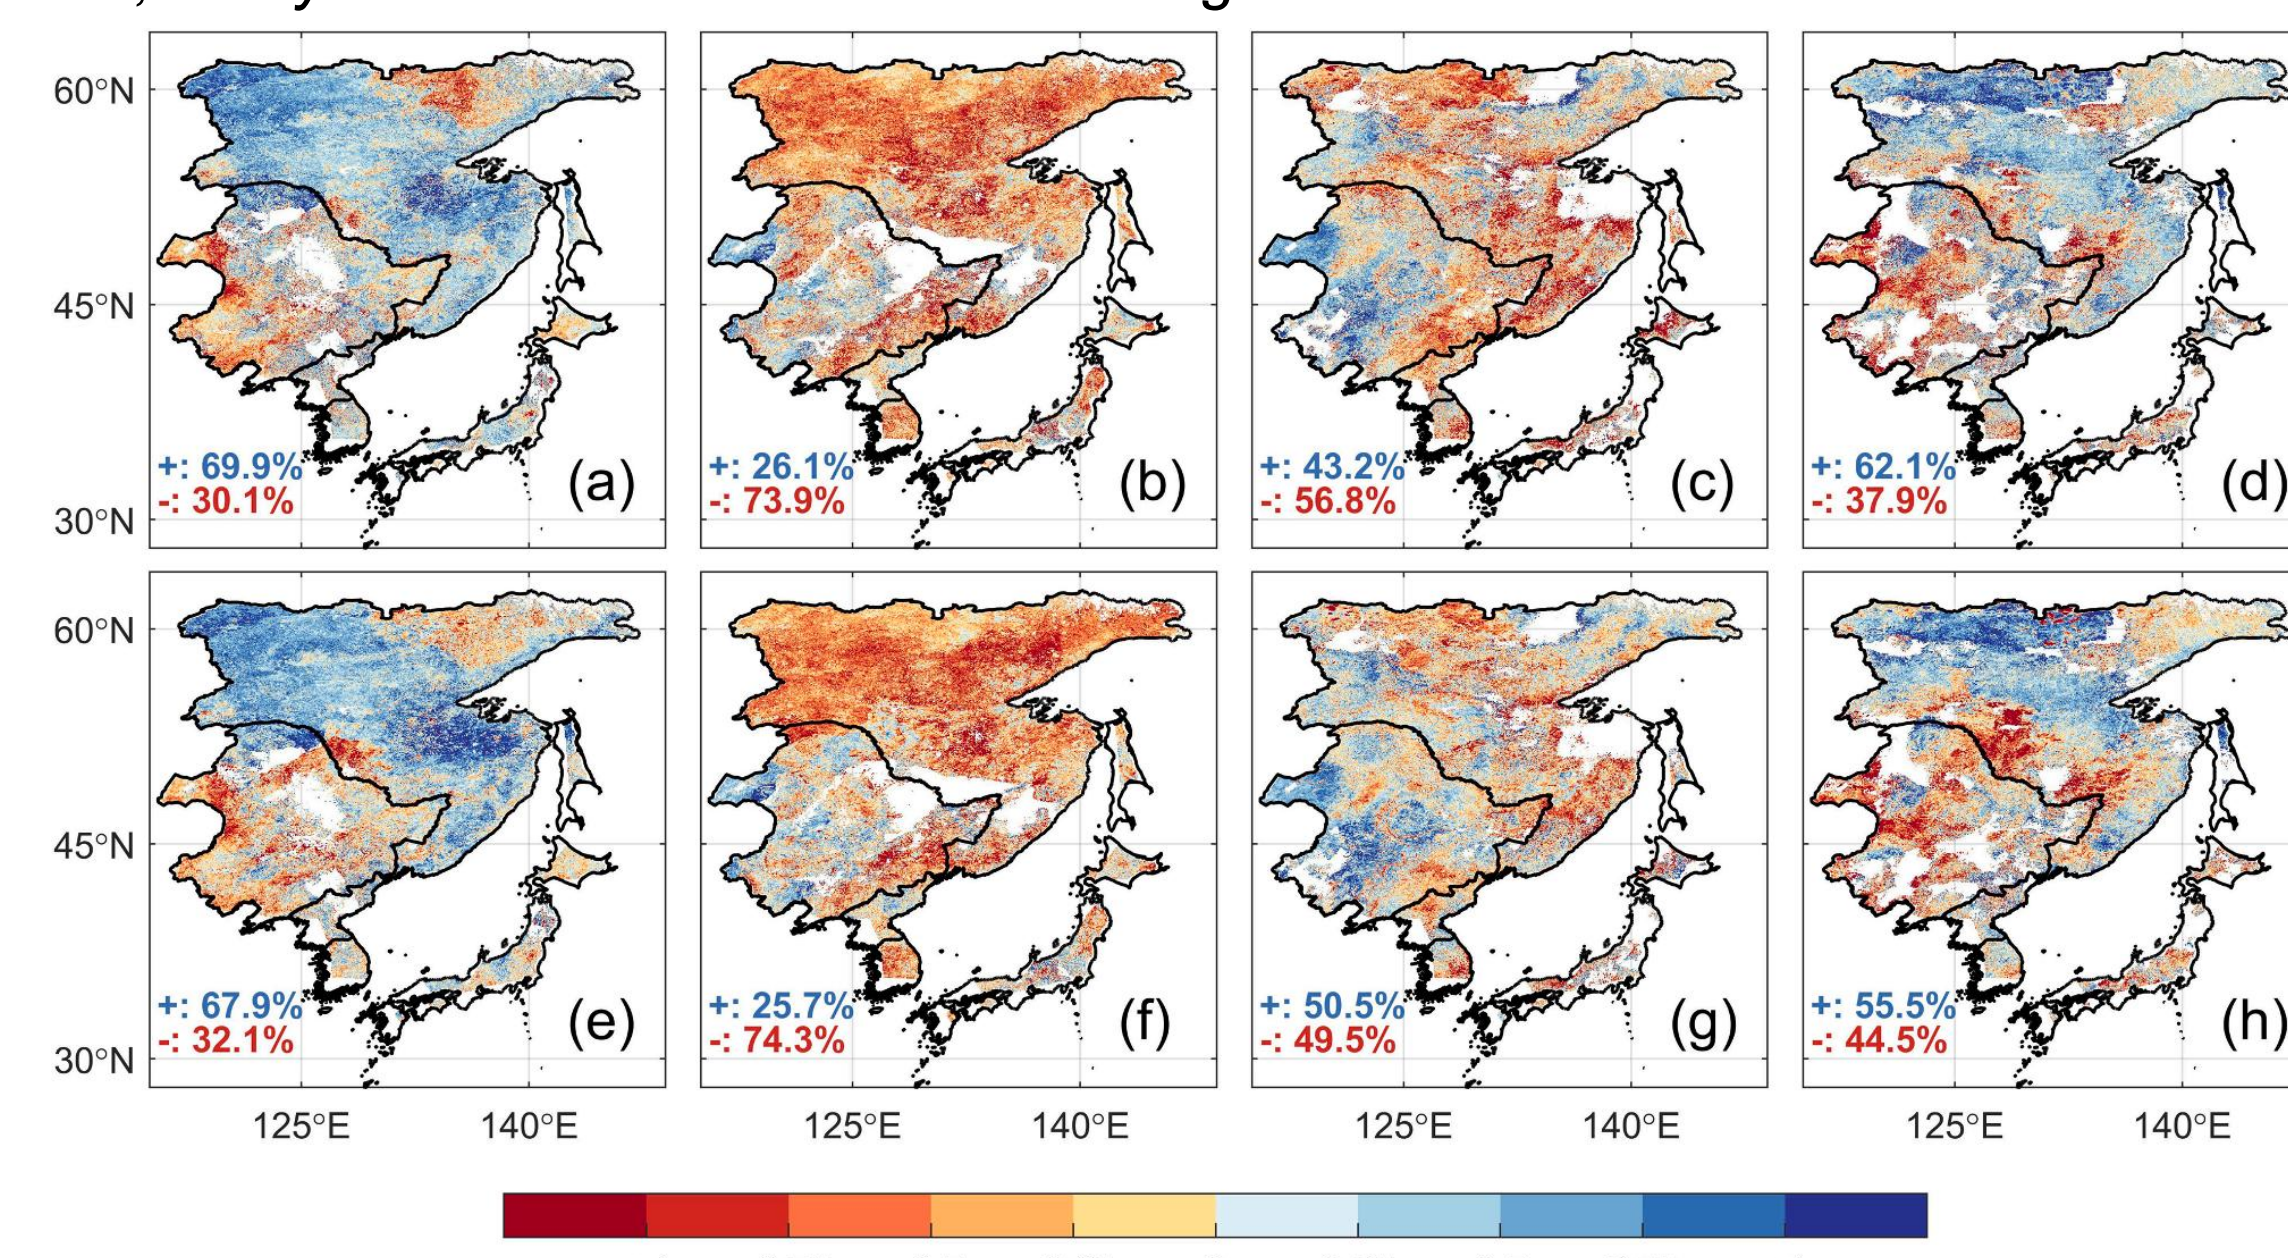 60°N
45°N
30°N
+: 69.9%
-: 30.1%
(a)
+: 26.1%
-: 73.9%
(b)
+: 43.2%
-: 56.8%
(c)
+: 62.1%
-: 37.9%
(d)
60°N
45°N
30°N
+: 67.9%
-: 32.1%
(e)
+: 25.7%
-: 74.3%
(f)
+: 50.5%
-: 49.5%
(g)
+: 55.5%
-: 44.5%
(h)
125°E 140°E 125°E 140°E 125°E 140°E 125°E 140°E